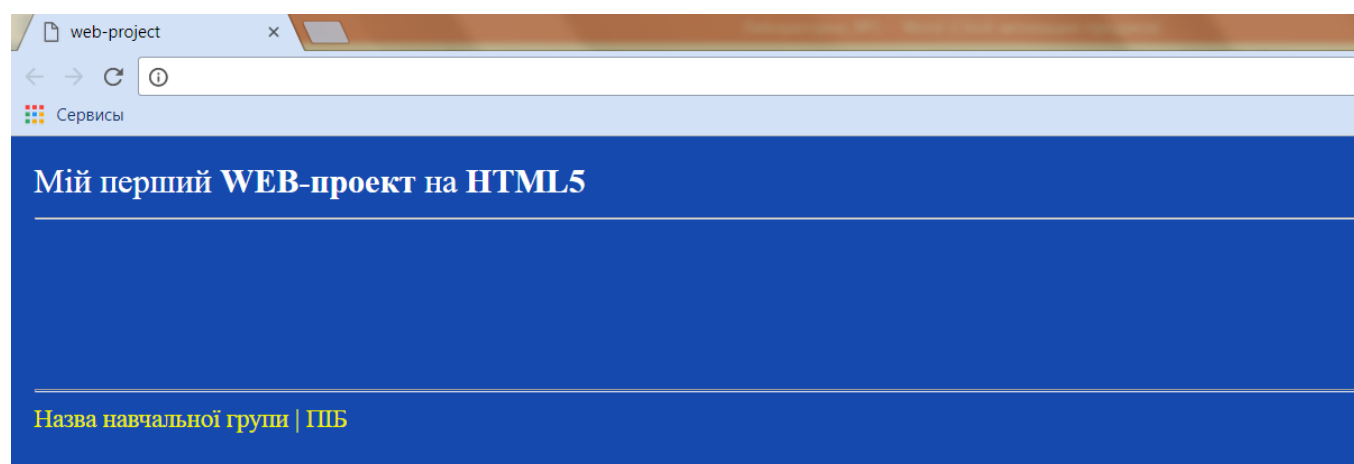 web-project
Сервисы
Мій перший WEB-проект на HTML5
Назва навчальної групи | ПІБ